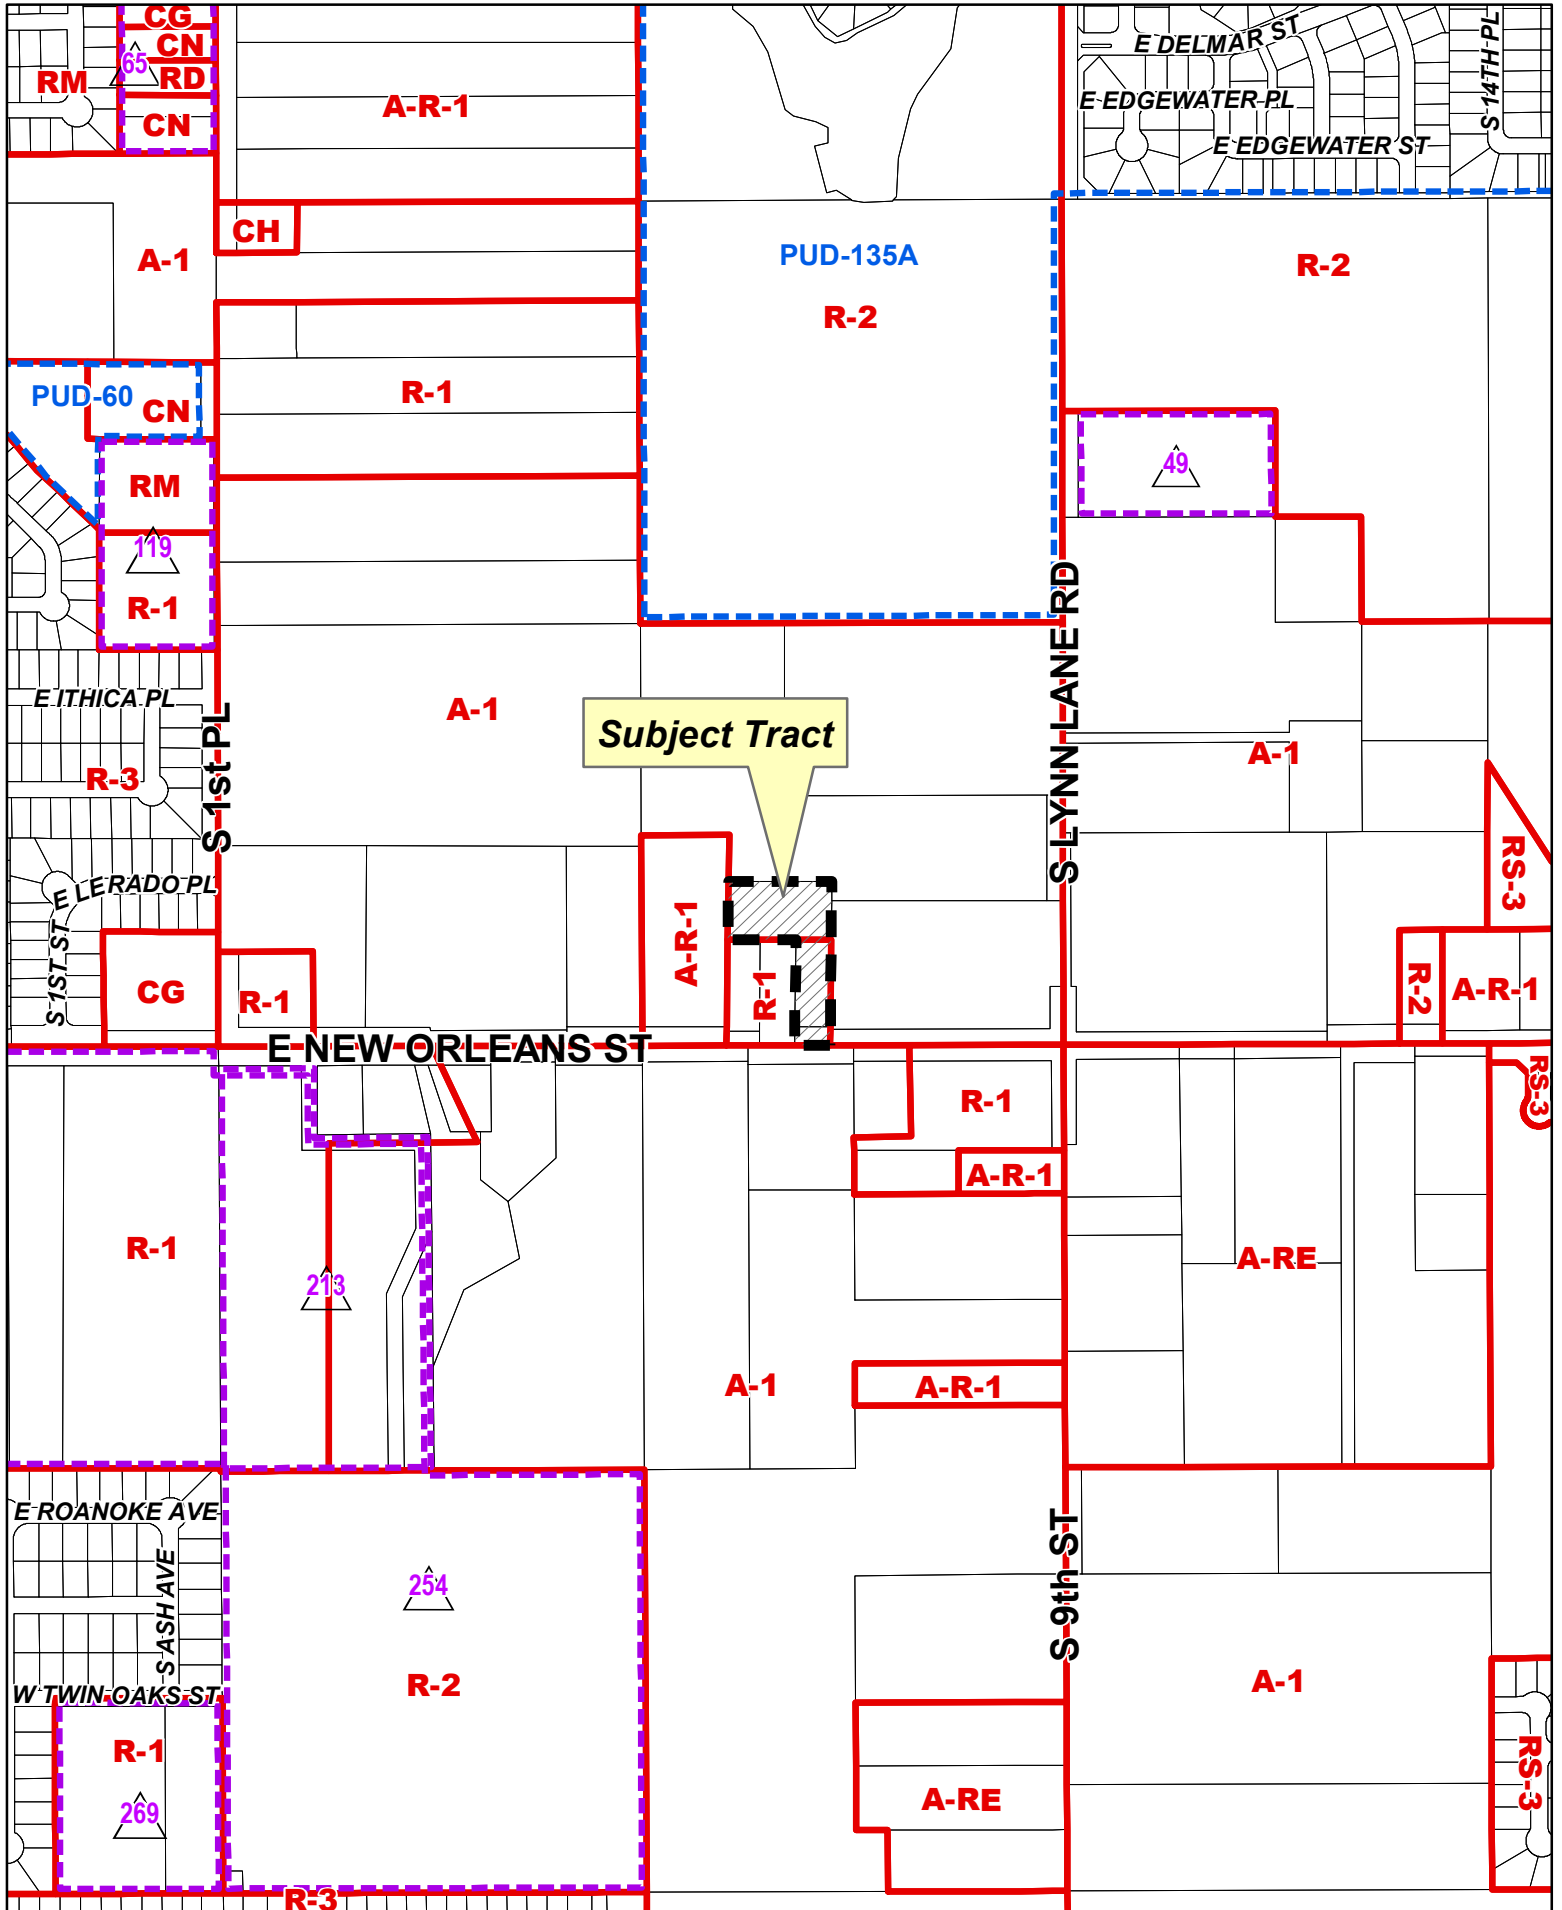 CG
CN
65
RM
RD
CN
A-R-1
E DELMAR ST
S 14TH PL
E EDGEWATER PL
E EDGEWATER ST
CH
A-1
PUD-135A
R-2
R-2
PUD-60
CN
R-1
RM
49
119
R-1
S LYNN LANE RD
E ITHICA PL
S 1st PL
A-1
Subject Tract
A-1
R-3
RS-3
E LERADO PL
S 1ST ST
A-R-1
CG
R-1
R-1
R-2
A-R-1
E NEW ORLEANS ST
RS-3
R-1
A-R-1
R-1
A-RE
213
A-1
A-R-1
E ROANOKE AVE
S 9th ST
S ASH AVE
254
R-2
A-1
W TWIN OAKS ST
R-1
RS-3
A-RE
269
R-3